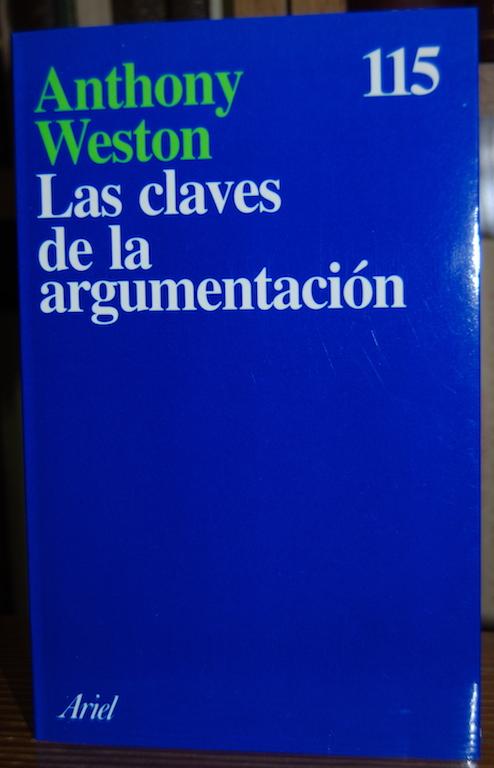 Anthony 115
Weston
Las claves
de la
argumentación
Ariel